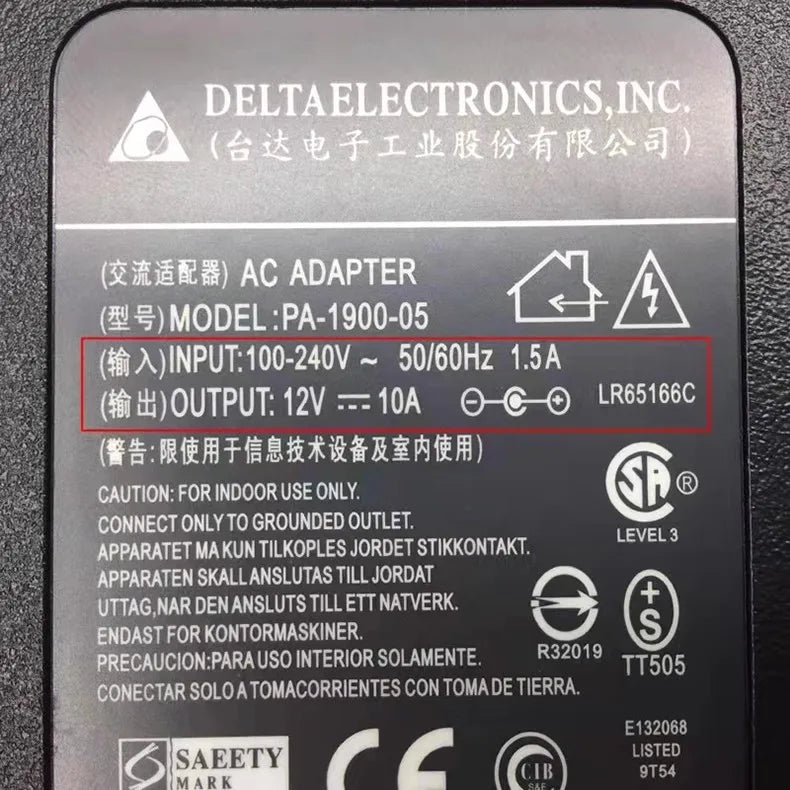 DELTAELECTRONICS,INC.
(台达电子工业股份有限公司)
(交流适配器) AC ADAPTER
(型号) MODEL:PA-1900-05
(输入) INPUT:100-240V ~ 50/60Hz 1.5A
(输出) OUTPUT: 12V ⎓ 10A
LR65166C
(警告:限使用于信息技术设备及室内使用)
CAUTION: FOR INDOOR USE ONLY.
CONNECT ONLY TO GROUNDED OUTLET.
APPARATET MA KUN TILKOPLES JORDET STIKKONTAKT.
APPARATEN SKALL ANSLUTAS TILL JORDAT
UTTAG,NAR DEN ANSLUTS TILL ETT NATVERK.
ENDAST FOR KONTORMASKINER.
PRECAUCION:PARA USO INTERIOR SOLAMENTE.
CONECTAR SOLO A TOMACORRIENTES CON TOMA DE TIERRA.
SA ®
LEVEL 3
R32019
+S
TT505
E132068
LISTED
9T54
SAEETY
MARK
CE
CIB
S&E